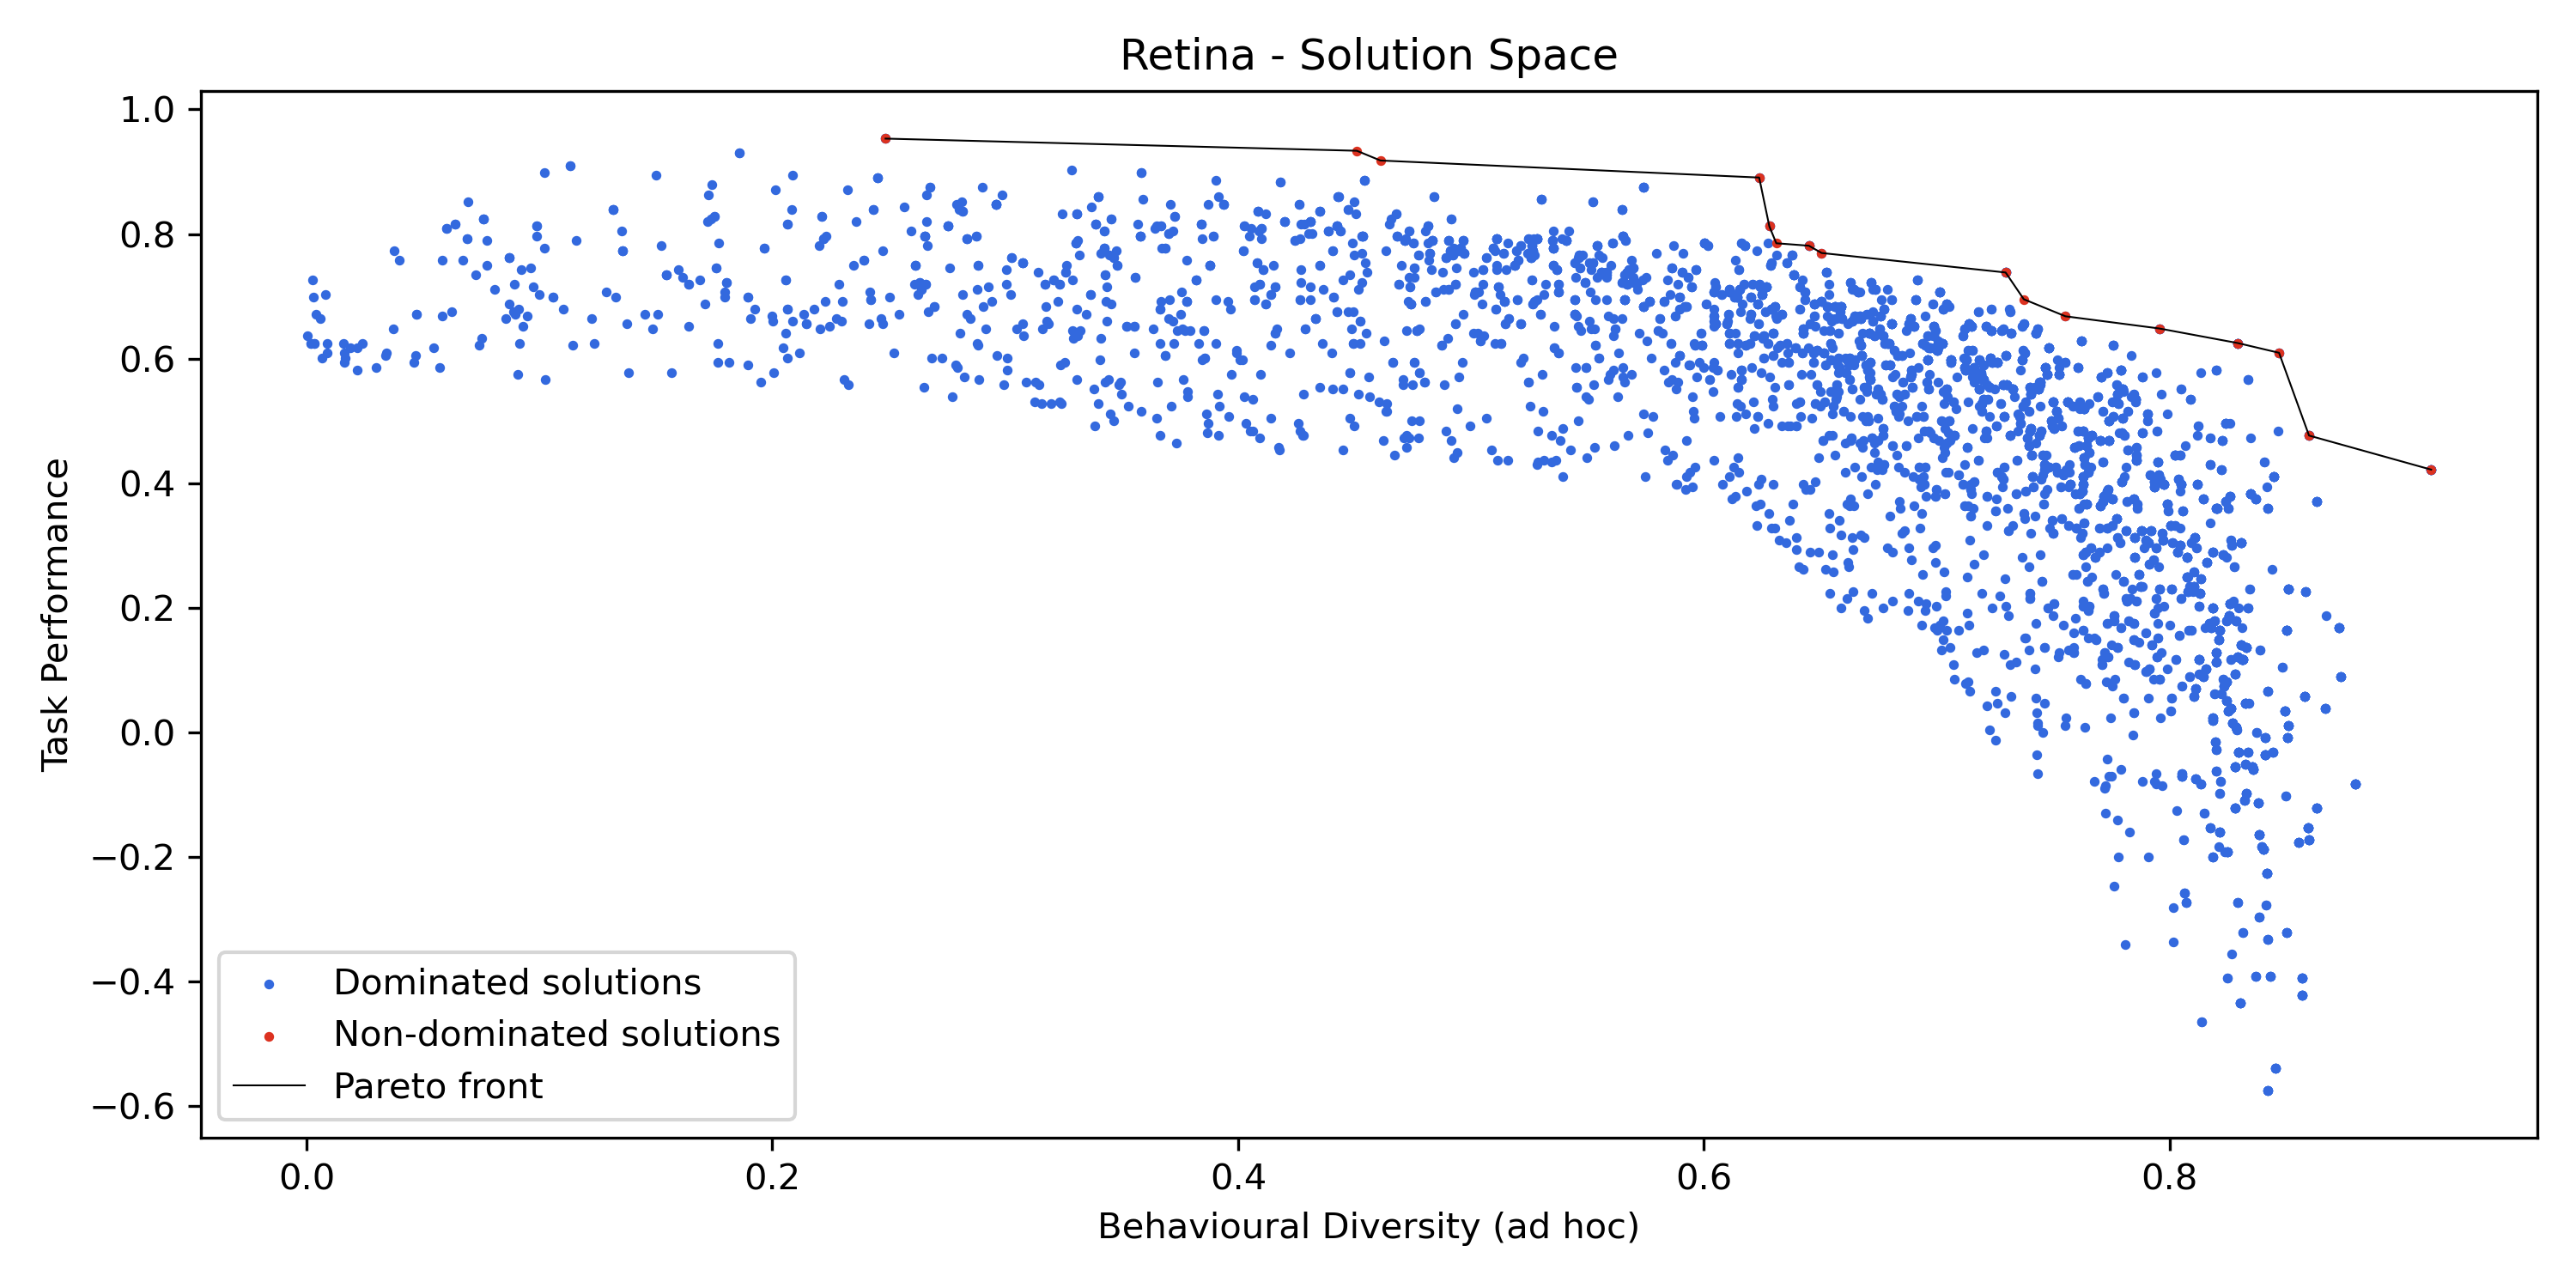 Retina - Solution Space
1.0
0.8
0.6
0.4
0.2
0.0
−0.2
−0.4
−0.6
Task Performance
Dominated solutions
Non-dominated solutions
Pareto front
0.0 0.2 0.4 0.6 0.8
Behavioural Diversity (ad hoc)